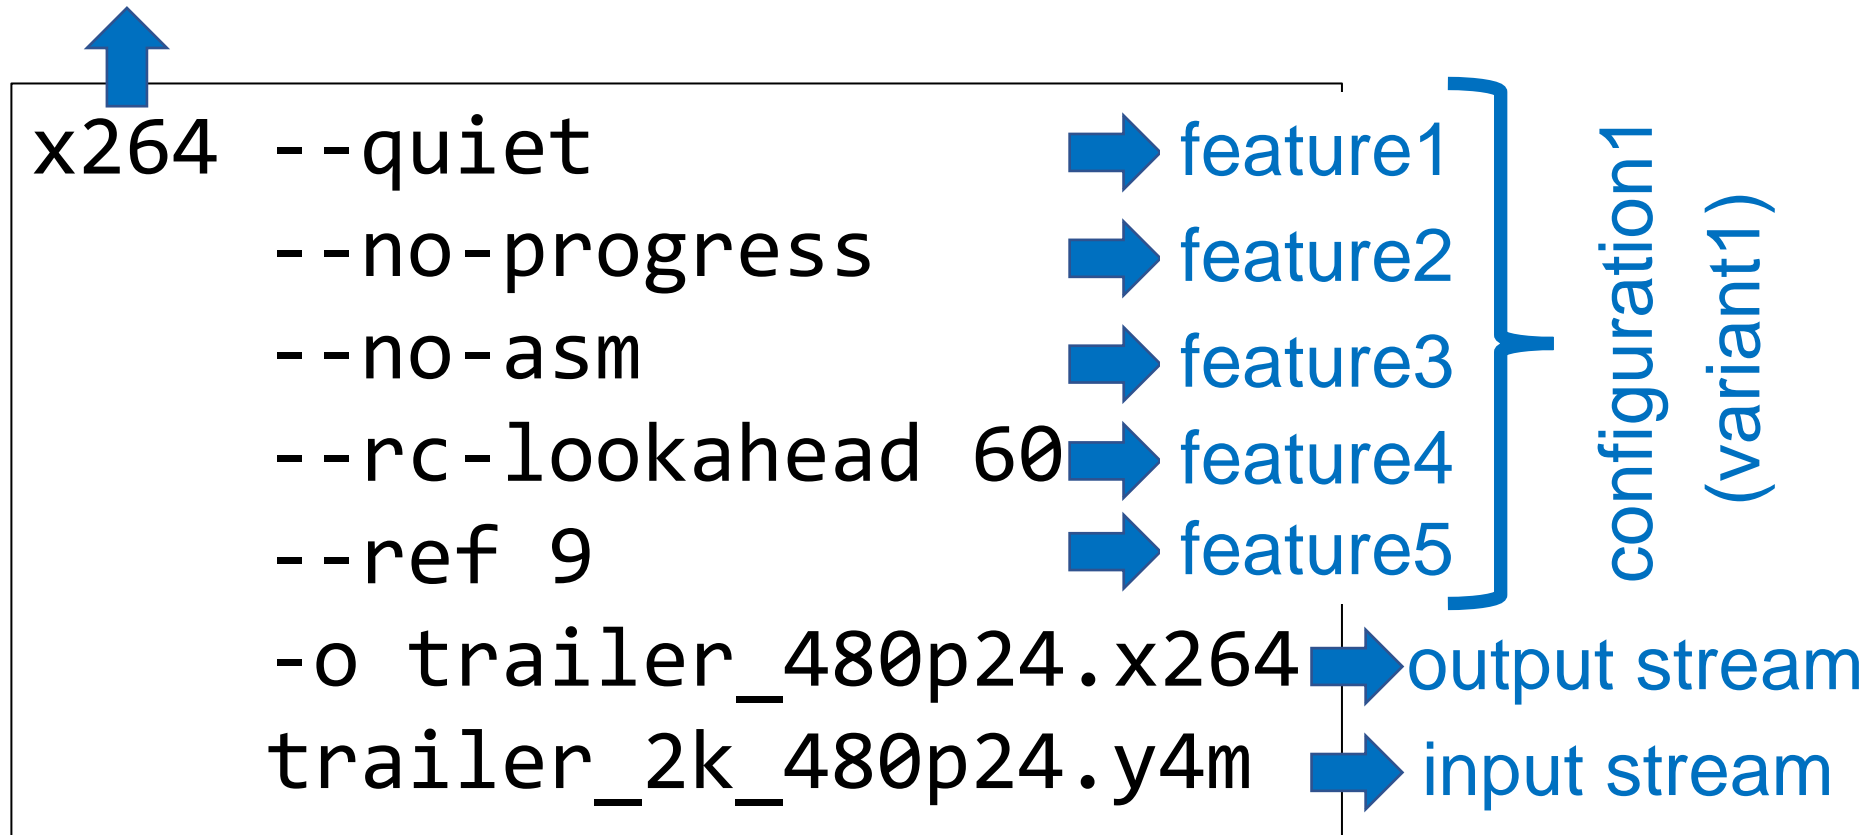 x264 --quiet feature1
--no-progress feature2
--no-asm feature3
--rc-lookahead 60 feature4
--ref 9 feature5
-o trailer_480p24.x264 output stream
trailer_2k_480p24.y4m input stream
configuration1
(variant1)